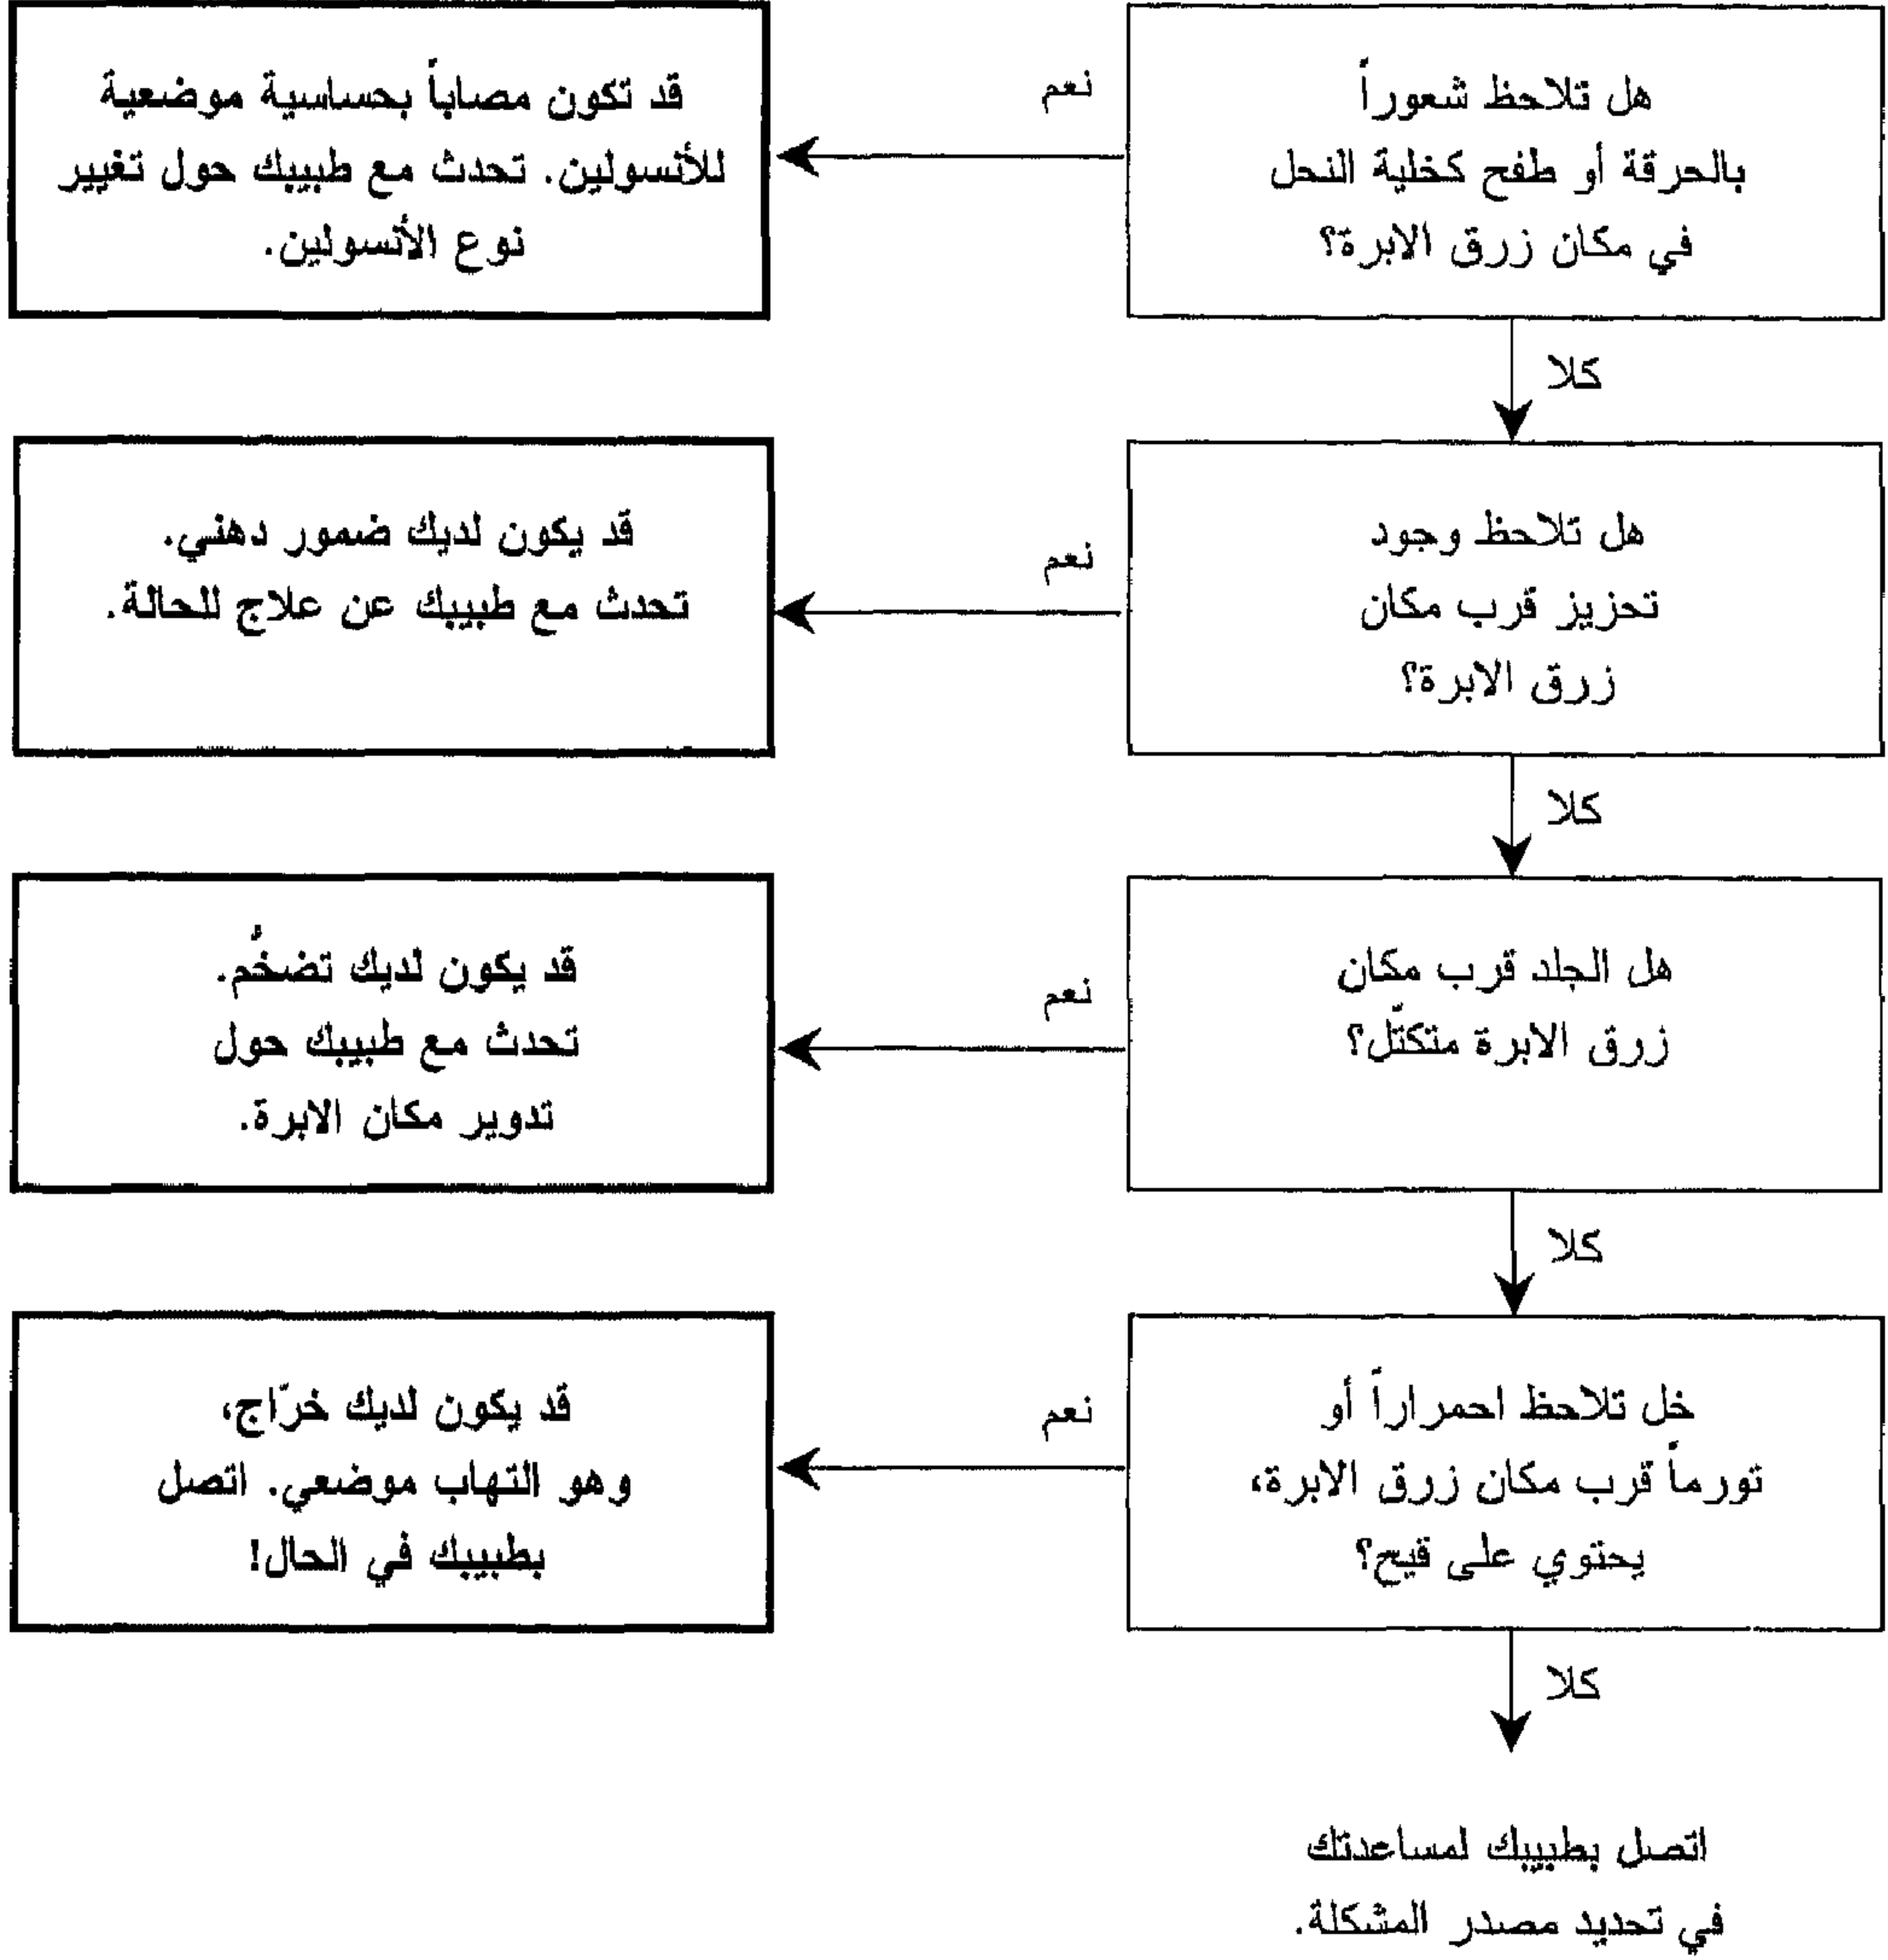 هل تلاحظ شعوراً
بالحرقة أو طفح كخلية النحل
في مكان زرق الابرة؟
نعم
قد تكون مصاباً بحساسية موضعية
للأنسولين. تحدث مع طبيبك حول تغيير
نوع الأنسولين.
كلا
هل تلاحظ وجود
تحزيز قرب مكان
زرق الابرة؟
نعم
قد يكون لديك ضمور دهني.
تحدث مع طبيبك عن علاج للحالة.
كلا
هل الجلد قرب مكان
زرق الابرة متكتّل؟
نعم
قد يكون لديك تضخُم.
تحدث مع طبيبك حول
تدوير مكان الابرة.
كلا
خل تلاحظ احمراراً أو
تورماً قرب مكان زرق الابرة،
يحتوي على قيح؟
نعم
قد يكون لديك خرّاج،
وهو التهاب موضعي. اتصل
بطبيبك في الحال!
كلا
اتصل بطبيبك لمساعدتك
في تحديد مصدر المشكلة.